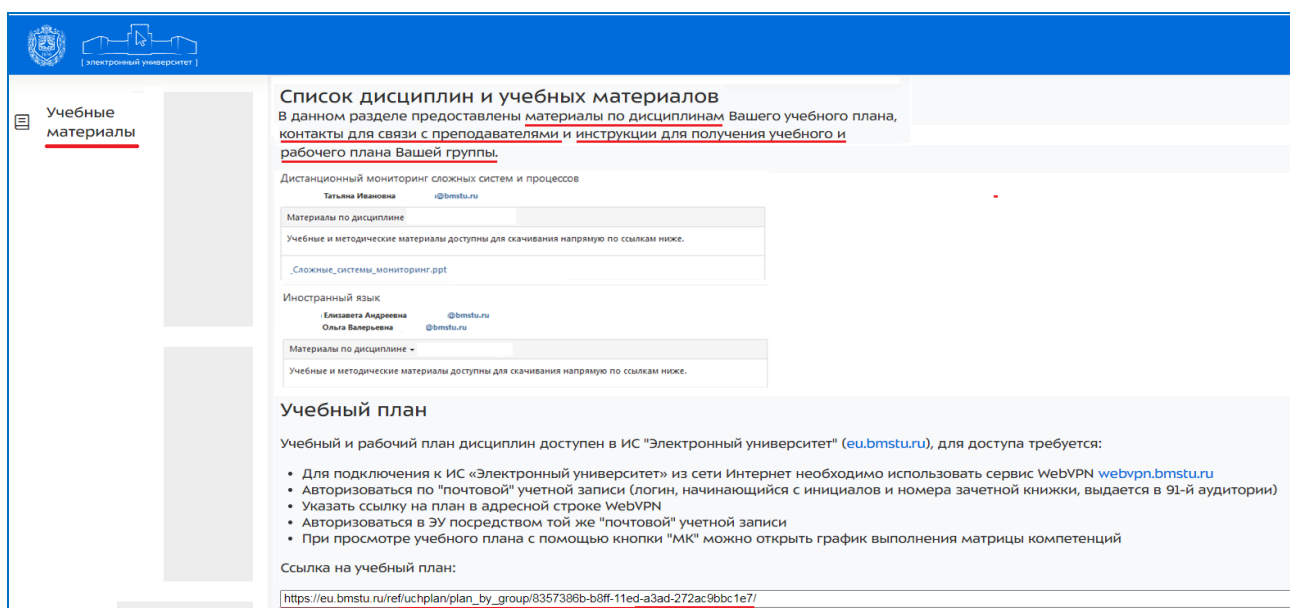 [ электронный университет ]
Учебные
материалы
Список дисциплин и учебных материалов
В данном разделе предоставлены материалы по дисциплинам Вашего учебного плана,
контакты для связи с преподавателями и инструкции для получения учебного и
рабочего плана Вашей группы.
Дистанционный мониторинг сложных систем и процессов
Татьяна Ивановна @bmstu.ru
Материалы по дисциплине
Учебные и методические материалы доступны для скачивания напрямую по ссылкам ниже.
_Сложные_системы_мониторинг.ppt
Иностранный язык
Елизавета Андреевна @bmstu.ru
Ольга Валерьевна @bmstu.ru
Материалы по дисциплине
Учебные и методические материалы доступны для скачивания напрямую по ссылкам ниже.
Учебный план
Учебный и рабочий план дисциплин доступен в ИС "Электронный университет" (eu.bmstu.ru), для доступа требуется:
• Для подключения к ИС «Электронный университет» из сети Интернет необходимо использовать сервис WebVPN webvpn.bmstu.ru
• Авторизоваться по "почтовой" учетной записи (логин, начинающийся с инициалов и номера зачетной книжки, выдается в 91-й аудитории)
• Указать ссылку на план в адресной строке WebVPN
• Авторизоваться в ЭУ посредством той же "почтовой" учетной записи
• При просмотре учебного плана с помощью кнопки "МК" можно открыть график выполнения матрицы компетенций
Ссылка на учебный план:
https://eu.bmstu.ru/ref/uchplan/plan_by_group/8357386b-b8ff-11ed-a3ad-272ac9bbc1e7/